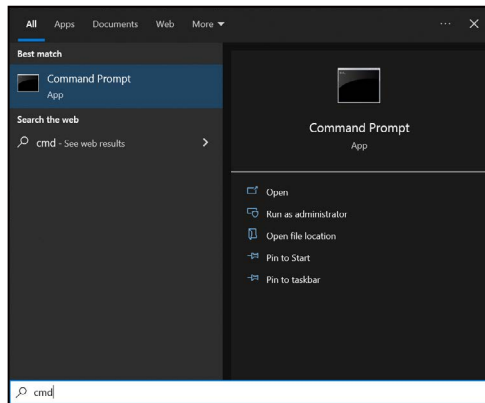 All Apps Documents Web More
Best match
Command Prompt
App
Search the web
cmd - See web results
Command Prompt
App
Open
Run as administrator
Open file location
Pin to Start
Pin to taskbar
cmd